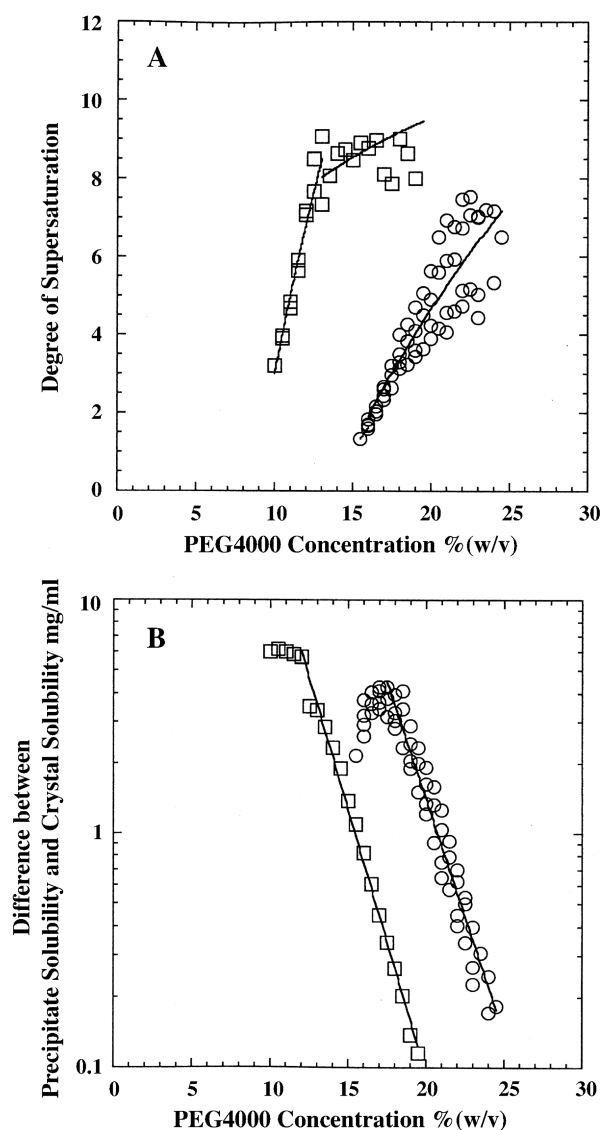 12
A
10
8
6
4
2
0
Degree of Supersaturation
0 5 10 15 20 25 30
PEG4000 Concentration %(w/v)
10
B
1
0.1
Difference between
Precipitate Solubility and Crystal Solubility mg/ml
0 5 10 15 20 25 30
PEG4000 Concentration %(w/v)